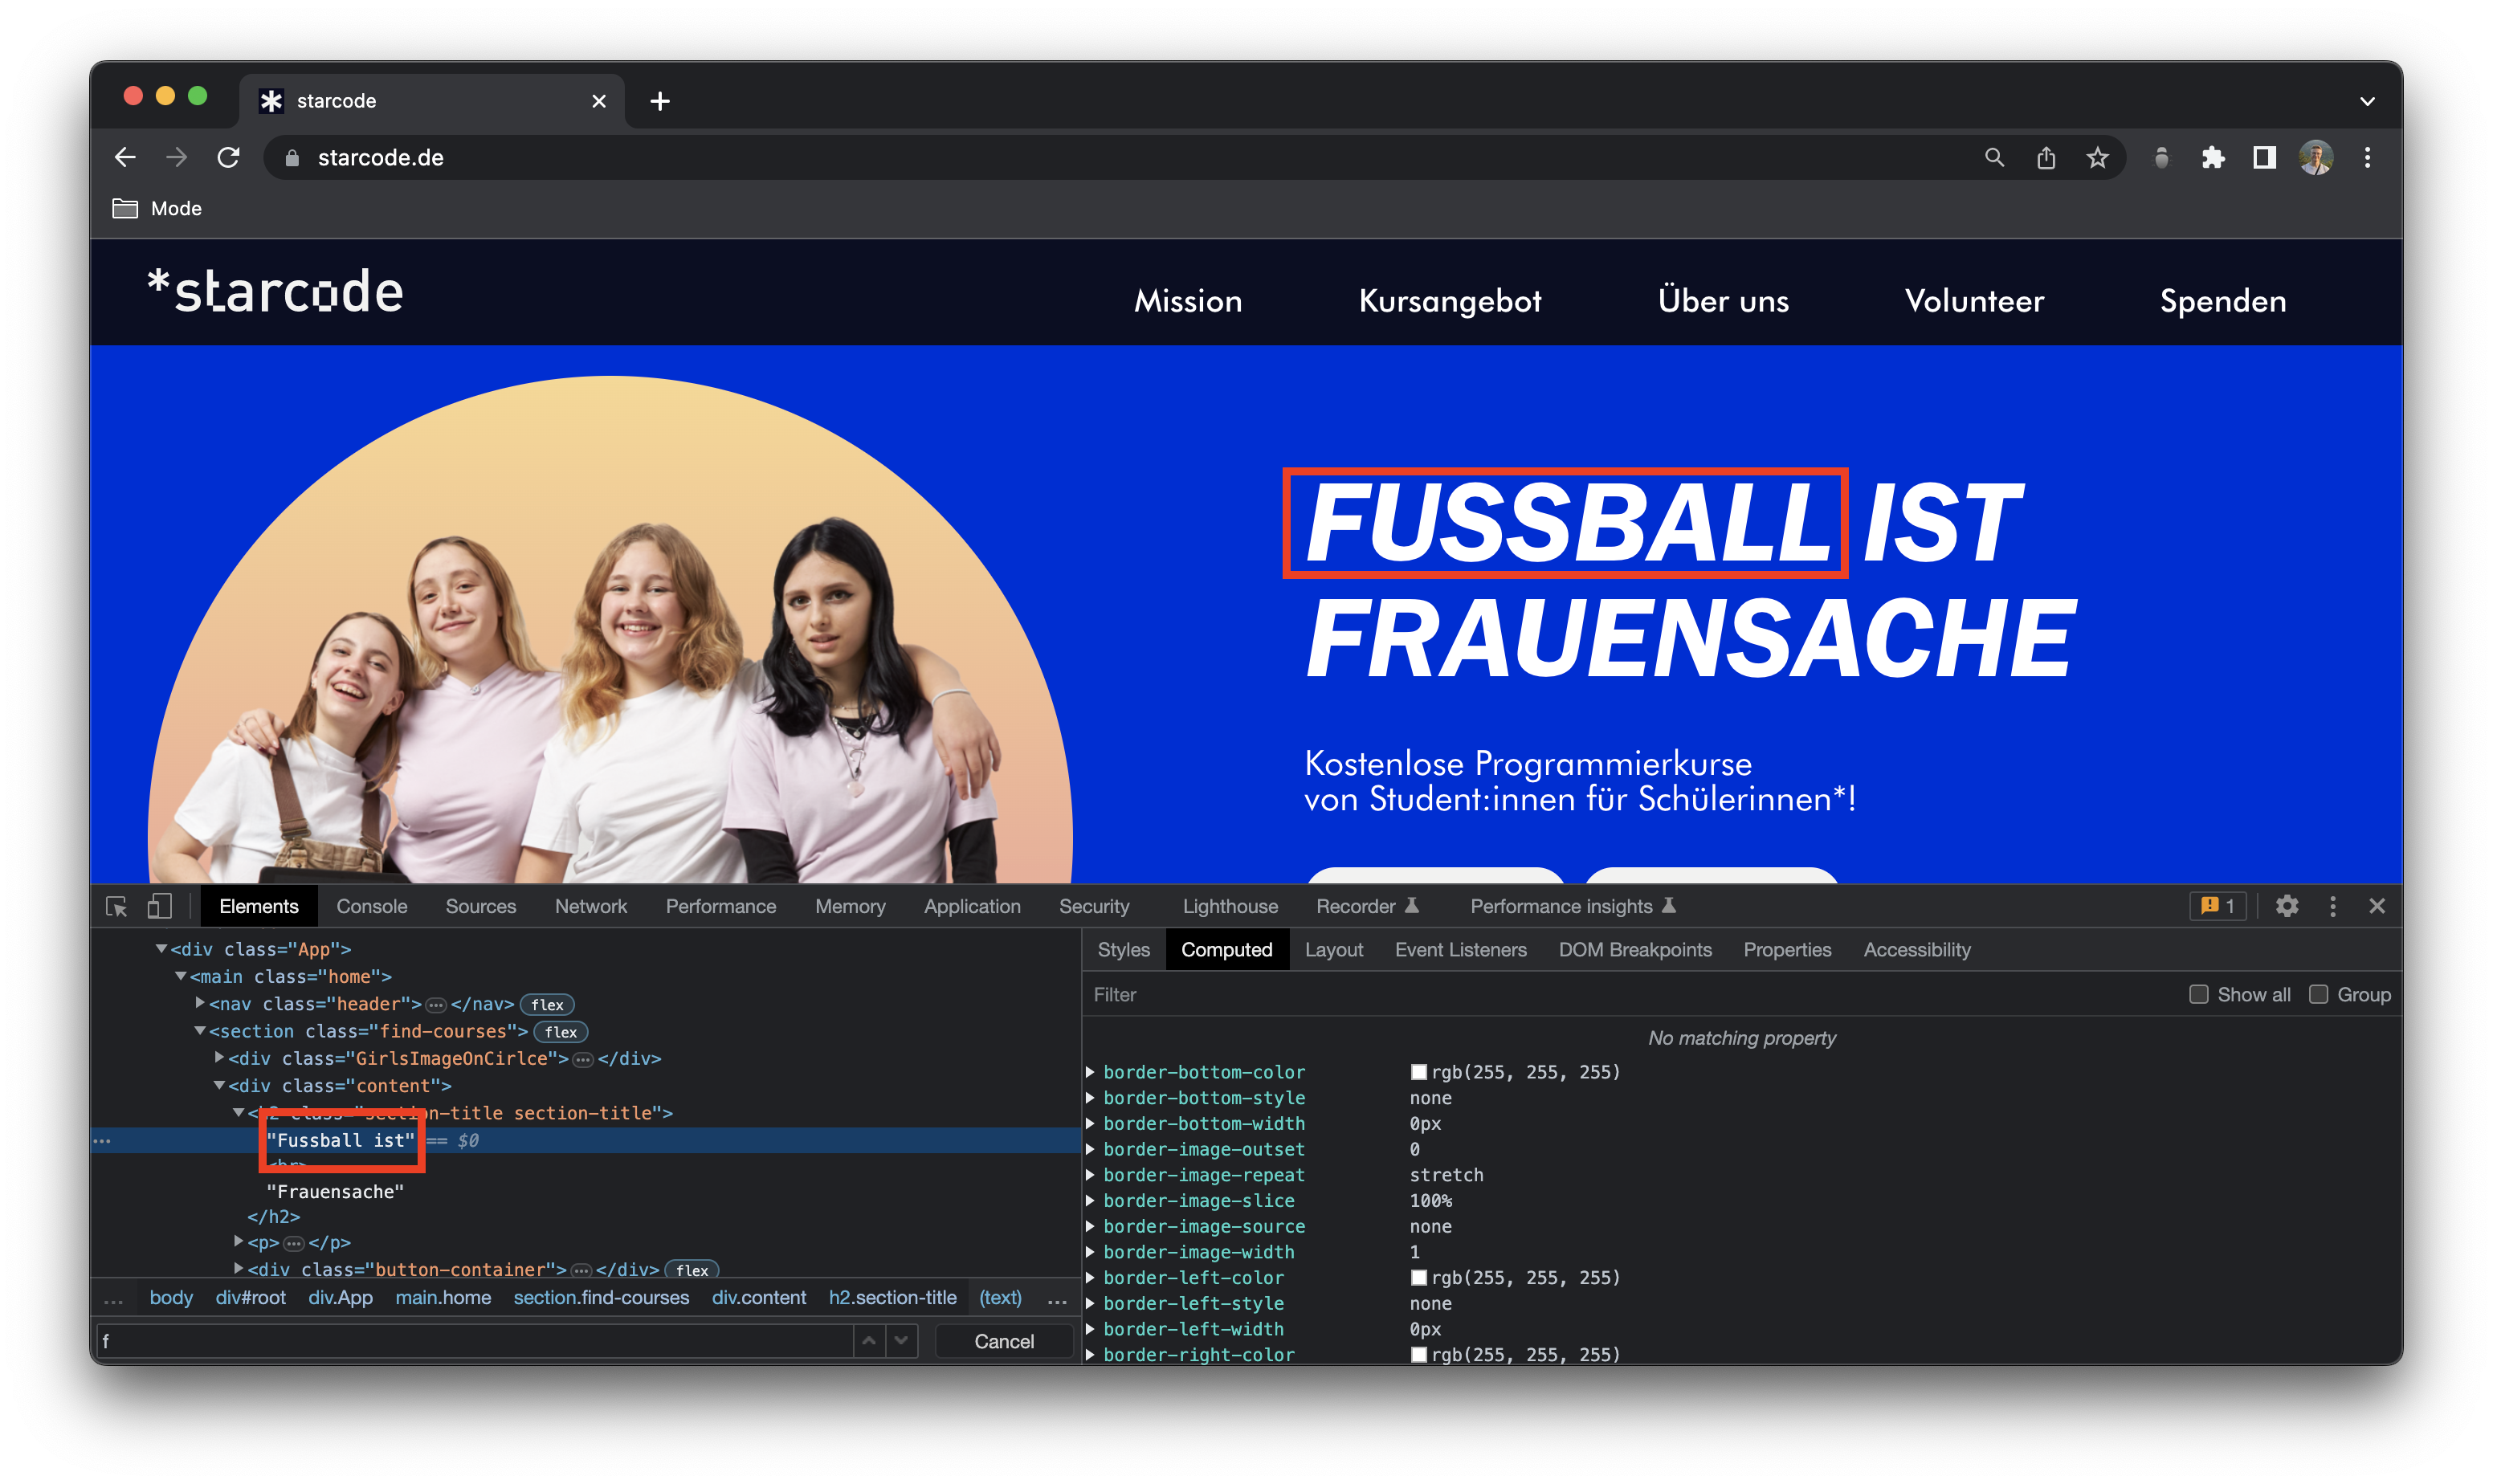 starcode
starcode.de
Mode
*starcode
Mission Kursangebot Über uns Volunteer Spenden
FUSSBALL IST
FRAUENSACHE
Kostenlose Programmierkurse
von Student:innen für Schülerinnen*!
Elements Console Sources Network Performance Memory Application Security Lighthouse Recorder Performance insights 1
<div class="App">
<main class="home">
<nav class="header"> … </nav> flex
<section class="find-courses"> flex
<div class="GirlsImageOnCirlce"> … </div>
<div class="content">
<h2 class="section-title section-title">
"Fussball ist" == $0
<br>
"Frauensache"
</h2>
<p> … </p>
<div class="button-container"> … </div> flex
… body div#root div.App main.home section.find-courses div.content h2.section-title (text) …
f Cancel
Styles Computed Layout Event Listeners DOM Breakpoints Properties Accessibility
Filter Show all Group
No matching property
border-bottom-color rgb(255, 255, 255)
border-bottom-style none
border-bottom-width 0px
border-image-outset 0
border-image-repeat stretch
border-image-slice 100%
border-image-source none
border-image-width 1
border-left-color rgb(255, 255, 255)
border-left-style none
border-left-width 0px
border-right-color rgb(255, 255, 255)